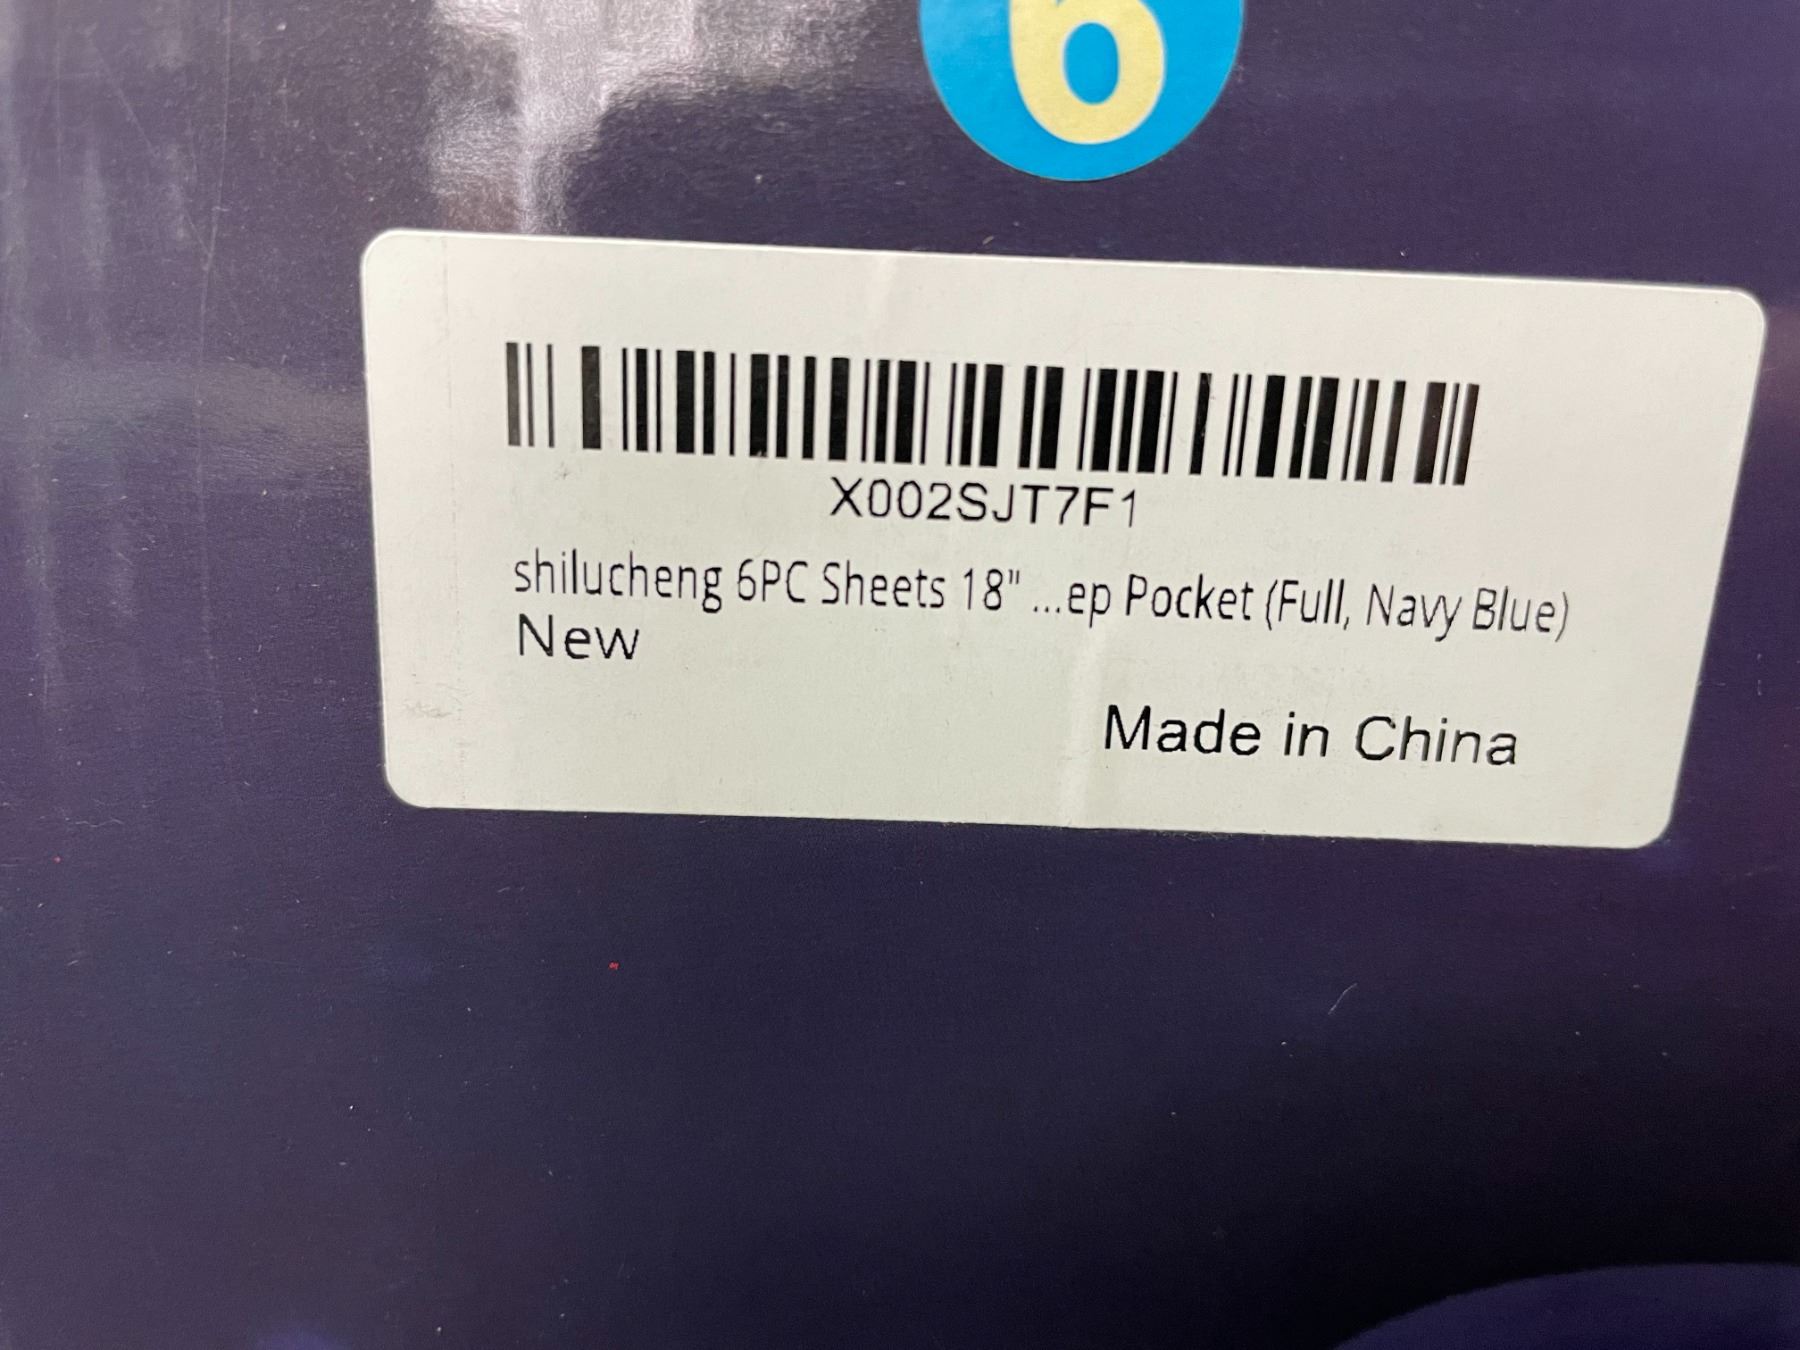 6
X002SJT7F1
shilucheng 6PC Sheets 18" ...ep Pocket (Full, Navy Blue)
New
Made in China